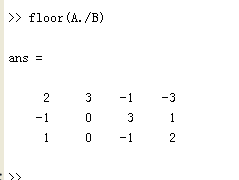 >> floor(A./B)
ans =
2 3 -1 -3
-1 0 3 1
1 0 -1 2
>>